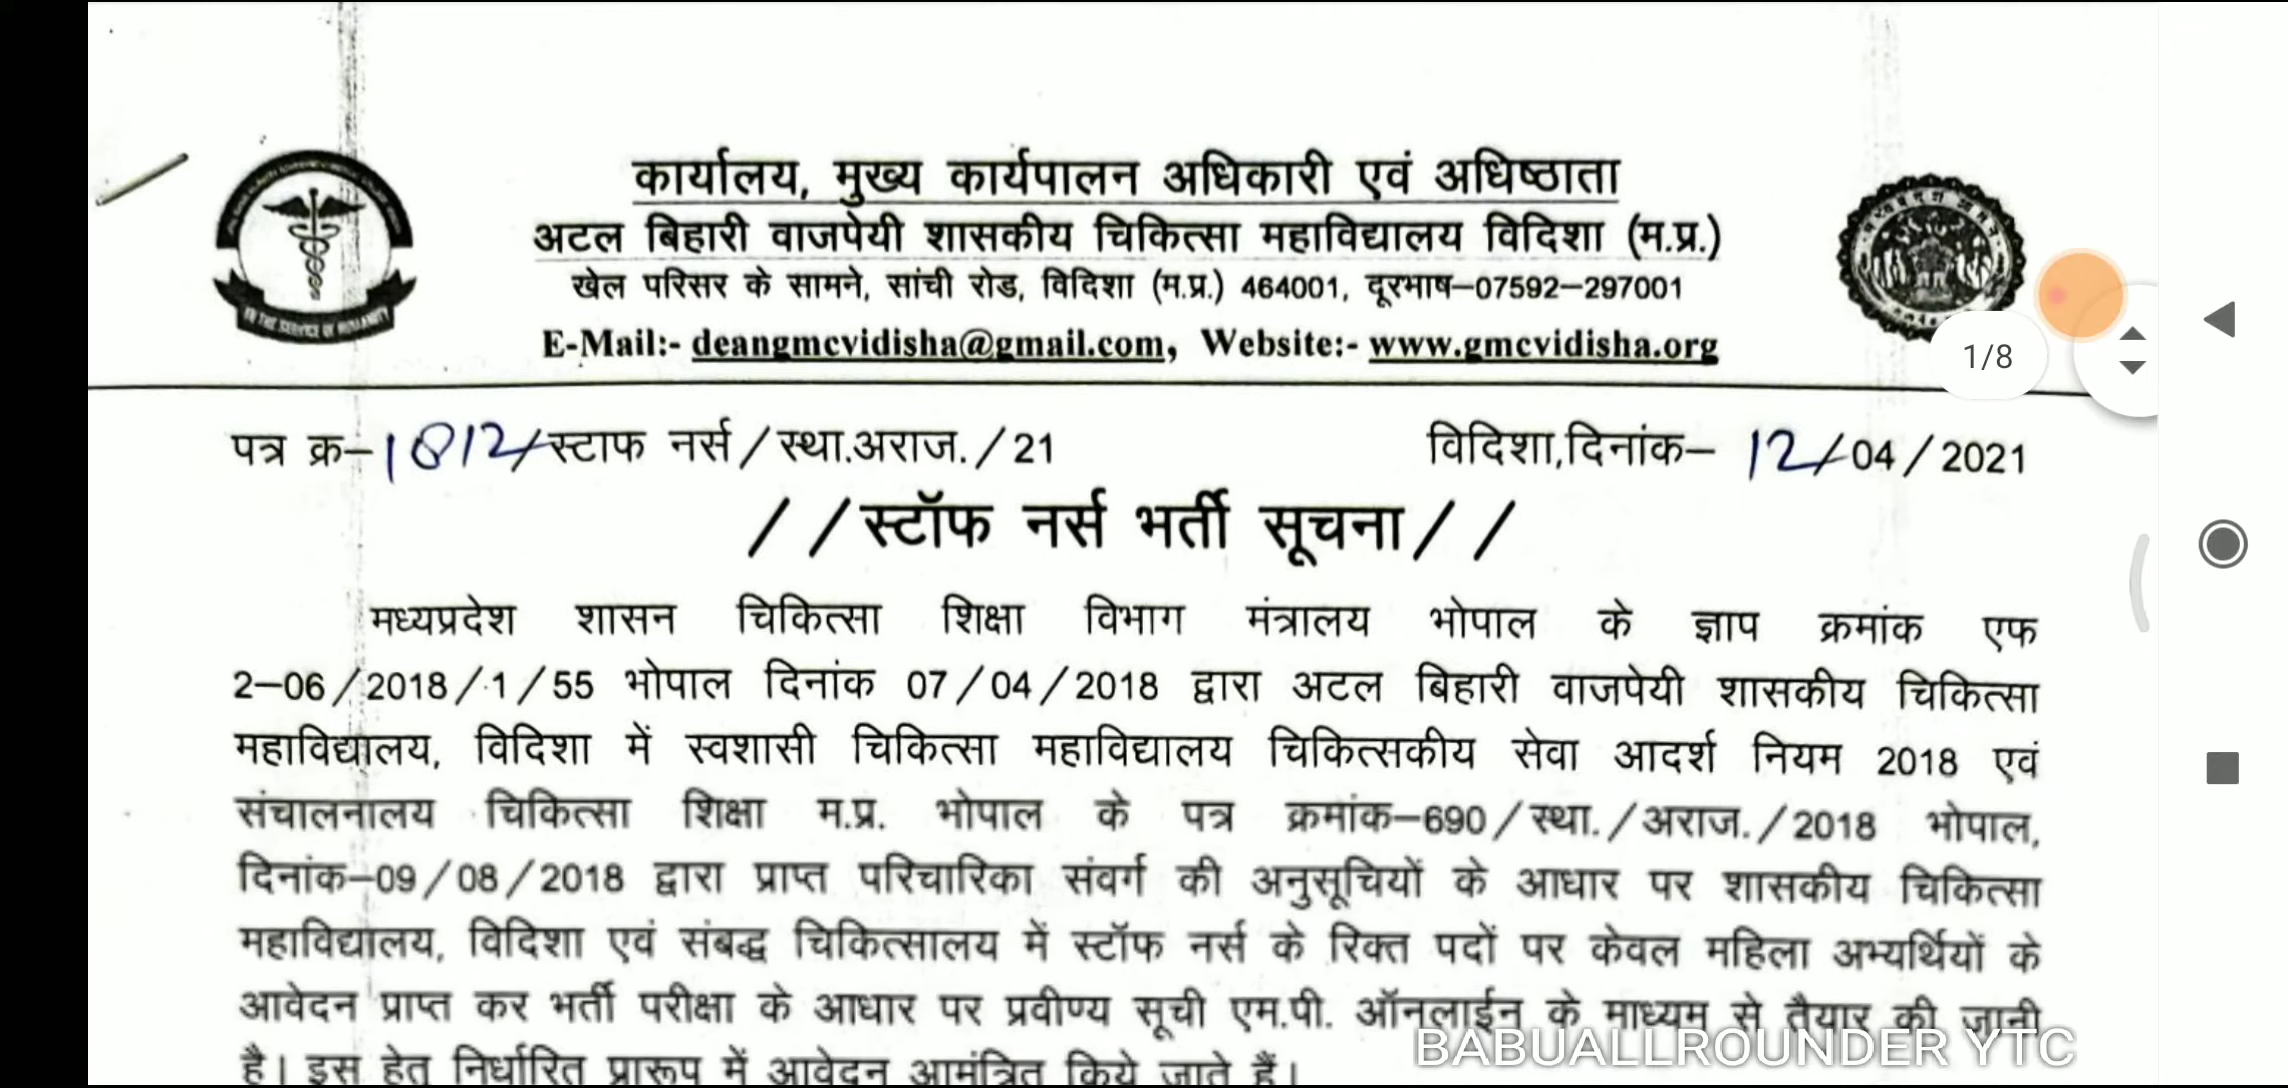 कार्यालय, मुख्य कार्यपालन अधिकारी एवं अधिष्ठाता
अटल बिहारी वाजपेयी शासकीय चिकित्सा महाविद्यालय विदिशा (म.प्र.)
खेल परिसर के सामने, सांची रोड, विदिशा (म.प्र.) 464001, दूरभाष–07592–297001
E-Mail:- deangmcvidisha@gmail.com, Website:- www.gmcvidisha.org
IN THE SERVICE OF HUMANITY
1/8
पत्र क्र–1812/स्टाफ नर्स/स्था.अराज./21 विदिशा,दिनांक– 12/04/2021
//स्टॉफ नर्स भर्ती सूचना//
मध्यप्रदेश शासन चिकित्सा शिक्षा विभाग मंत्रालय भोपाल के ज्ञाप क्रमांक एफ
2–06/2018/1/55 भोपाल दिनांक 07/04/2018 द्वारा अटल बिहारी वाजपेयी शासकीय चिकित्सा
महाविद्यालय, विदिशा में स्वशासी चिकित्सा महाविद्यालय चिकित्सकीय सेवा आदर्श नियम 2018 एवं
संचालनालय चिकित्सा शिक्षा म.प्र. भोपाल के पत्र क्रमांक–690/स्था./अराज./2018 भोपाल,
दिनांक–09/08/2018 द्वारा प्राप्त परिचारिका संवर्ग की अनुसूचियों के आधार पर शासकीय चिकित्सा
महाविद्यालय, विदिशा एवं संबद्ध चिकित्सालय में स्टॉफ नर्स के रिक्त पदों पर केवल महिला अभ्यर्थियों के
आवेदन प्राप्त कर भर्ती परीक्षा के आधार पर प्रवीण्य सूची एम.पी. ऑनलाईन के माध्यम से तैयार की जानी
है। इस हेतु निर्धारित प्रारूप में आवेदन आमंत्रित किये जाते हैं।
BABUALLROUNDER YTC